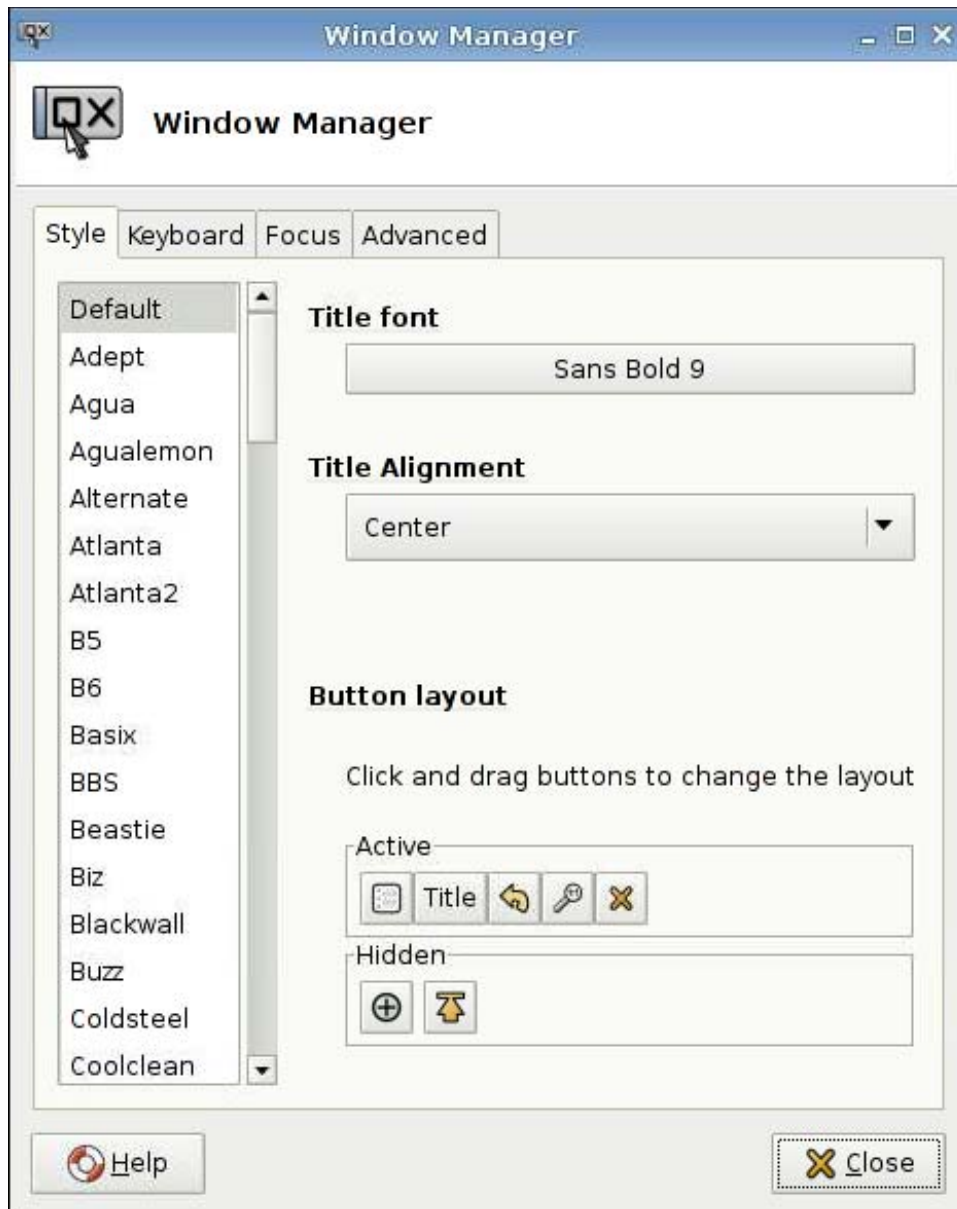 Window Manager
Window Manager
Style Keyboard Focus Advanced
Default
Adept
Agua
Agualemon
Alternate
Atlanta
Atlanta2
B5
B6
Basix
BBS
Beastie
Biz
Blackwall
Buzz
Coldsteel
Coolclean
Title font
Sans Bold 9
Title Alignment
Center
Button layout
Click and drag buttons to change the layout
Active
Title
Hidden
Help
Close